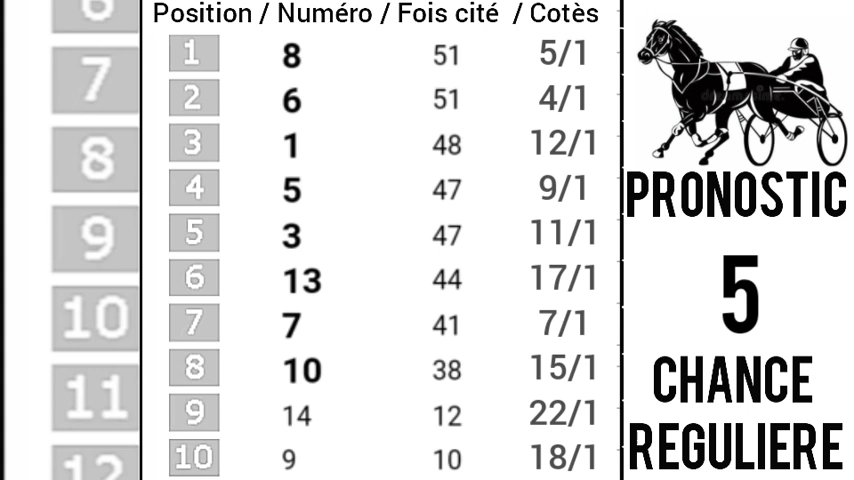 6
7
8
9
10
11
12
Position / Numéro / Fois cité / Cotès
1 8 51 5/1
2 6 51 4/1
3 1 48 12/1
4 5 47 9/1
5 3 47 11/1
6 13 44 17/1
7 7 41 7/1
8 10 38 15/1
9 14 12 22/1
10 9 10 18/1
PRONOSTIC
5
CHANCE
REGULIERE